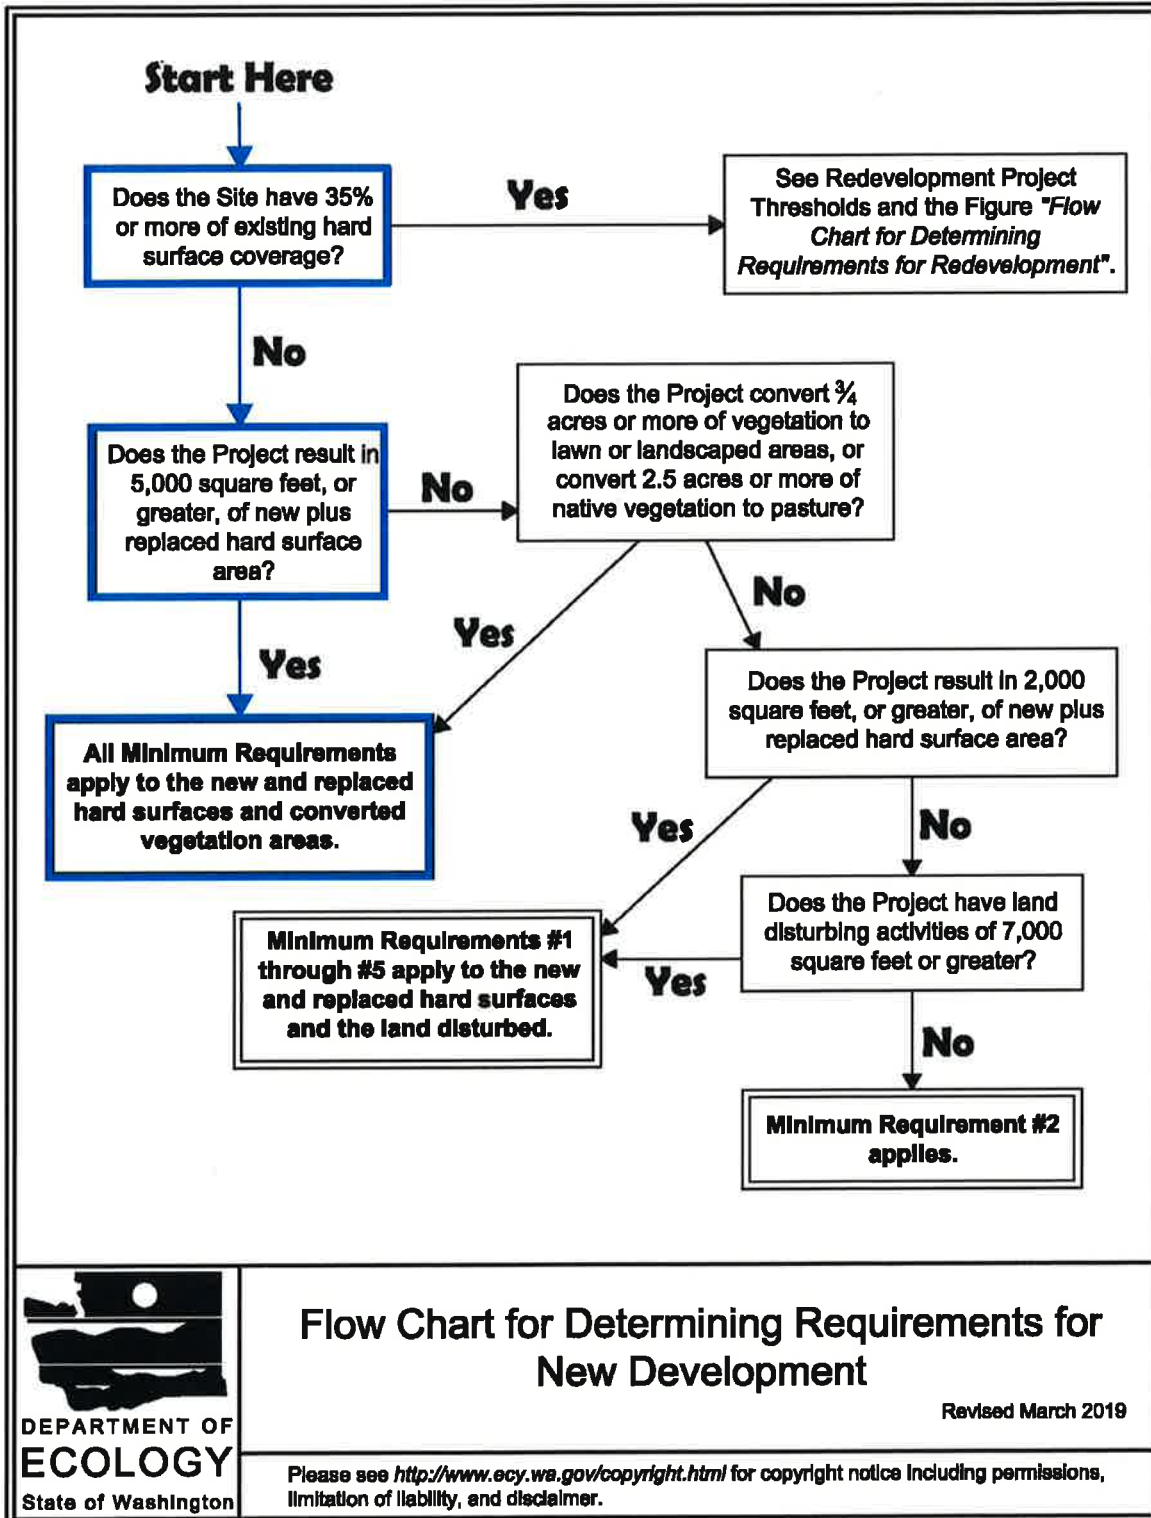 Start Here
Does the Site have 35%
or more of existing hard
surface coverage?
Yes
See Redevelopment Project
Thresholds and the Figure "Flow
Chart for Determining
Requirements for Redevelopment".
No
Does the Project result in
5,000 square feet, or
greater, of new plus
replaced hard surface
area?
No
Does the Project convert ¾
acres or more of vegetation to
lawn or landscaped areas, or
convert 2.5 acres or more of
native vegetation to pasture?
Yes
Yes
No
All Minimum Requirements
apply to the new and replaced
hard surfaces and converted
vegetation areas.
Does the Project result in 2,000
square feet, or greater, of new plus
replaced hard surface area?
Yes
No
Minimum Requirements #1
through #5 apply to the new
and replaced hard surfaces
and the land disturbed.
Yes
Does the Project have land
disturbing activities of 7,000
square feet or greater?
No
Minimum Requirement #2
applies.
DEPARTMENT OF
ECOLOGY
State of Washington
Flow Chart for Determining Requirements for
New Development
Revised March 2019
Please see http://www.ecy.wa.gov/copyright.html for copyright notice including permissions,
limitation of liability, and disclaimer.